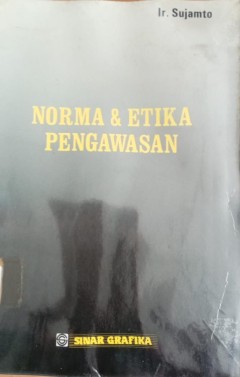 Ir. Sujamto
NORMA & ETIKA
PENGAWASAN
SINAR GRAFIKA